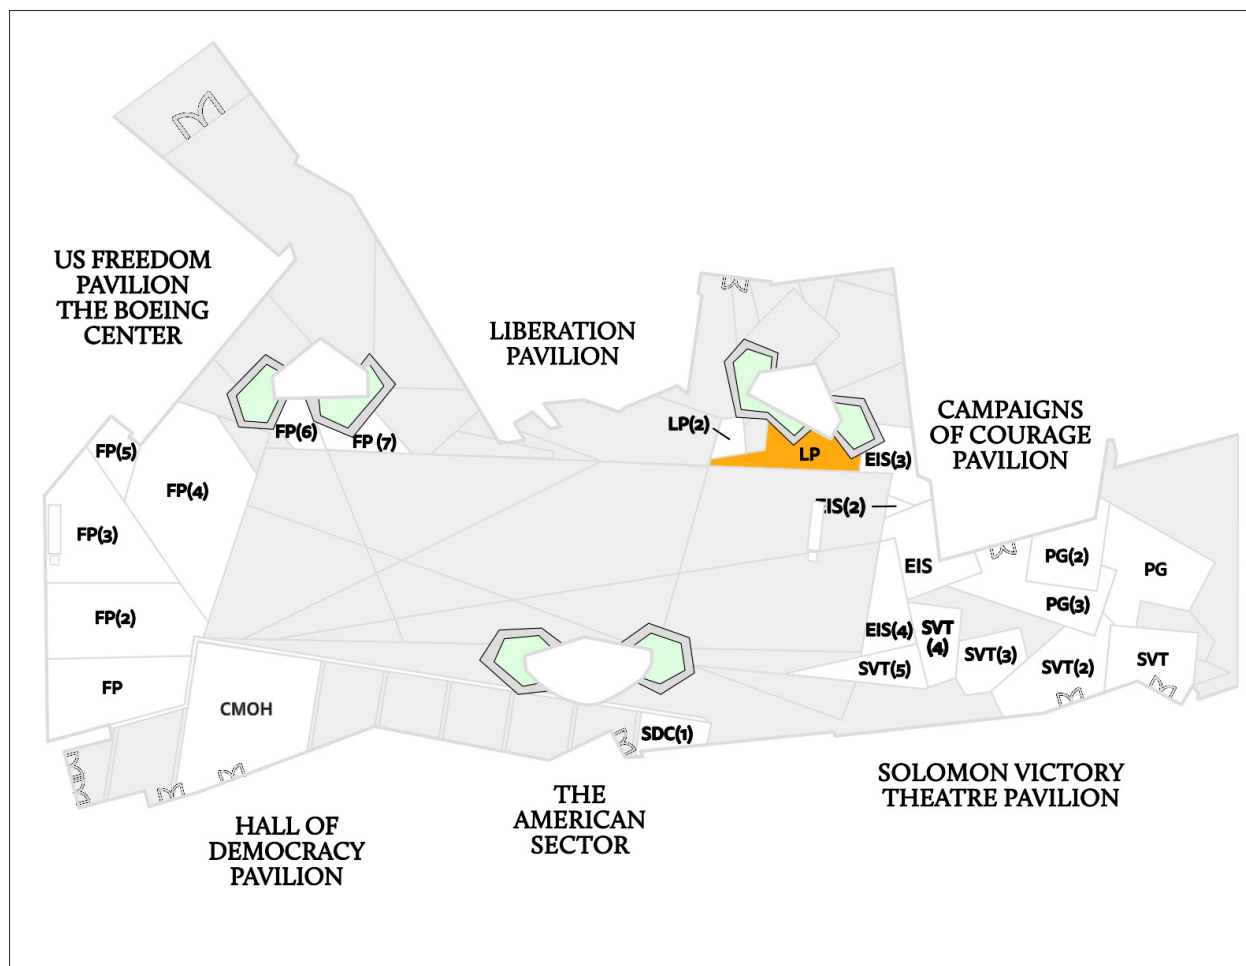 US FREEDOM
PAVILION
THE BOEING
CENTER
LIBERATION
PAVILION
CAMPAIGNS
OF COURAGE
PAVILION
LP(2)
LP
EIS(3)
FP(6)
FP (7)
FP(5)
FP(4)
EIS(2)
FP(3)
EIS
PG(2)
PG
PG(3)
FP(2)
EIS(4)
SVT
(4)
SVT(3)
SVT(5)
SVT(2)
SVT
FP
CMOH
SDC(1)
SOLOMON VICTORY
THEATRE PAVILION
THE
AMERICAN
SECTOR
HALL OF
DEMOCRACY
PAVILION